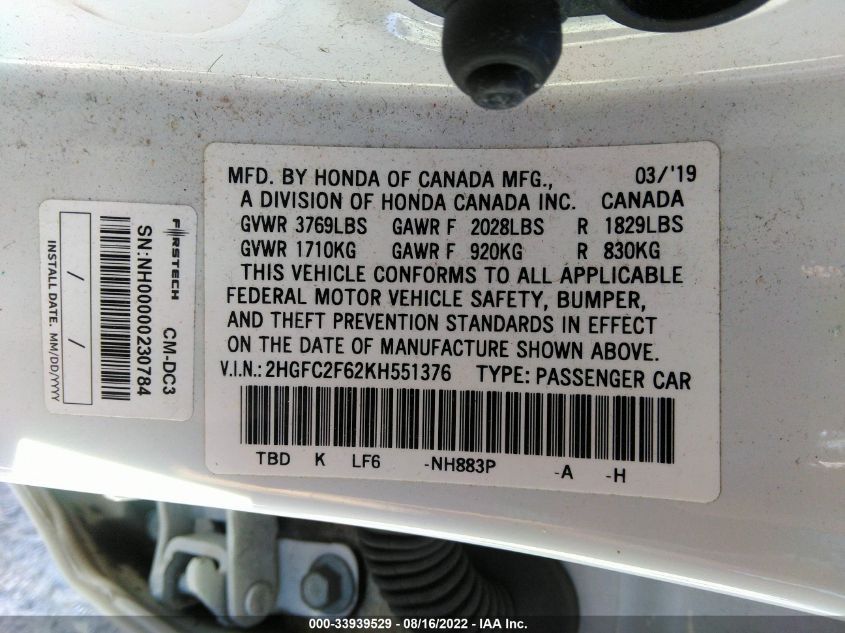 MFD. BY HONDA OF CANADA MFG., 03/'19
A DIVISION OF HONDA CANADA INC. CANADA
GVWR 3769LBS GAWR F 2028LBS R 1829LBS
GVWR 1710KG GAWR F 920KG R 830KG
THIS VEHICLE CONFORMS TO ALL APPLICABLE
FEDERAL MOTOR VEHICLE SAFETY, BUMPER,
AND THEFT PREVENTION STANDARDS IN EFFECT
ON THE DATE OF MANUFACTURE SHOWN ABOVE.
V.I.N.: 2HGFC2F62KH551376 TYPE: PASSENGER CAR
TBD K LF6 -NH883P -A -H
FIRSTECH CM-DC3
SN:NH00000230784
/ /
INSTALL DATE. MM/DD/YYYY
000-33939529 - 08/16/2022 - IAA Inc.